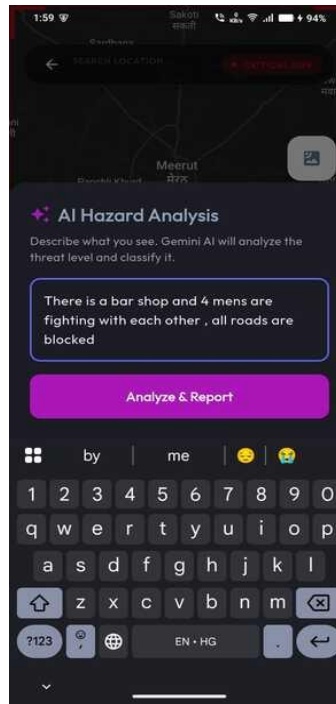 1:59
94%
Sakoti
सकौती
Sardhana
SEARCH LOCATION...
CRITICAL
Meerut
मेरठ
AI Hazard Analysis
Describe what you see. Gemini AI will analyze the
threat level and classify it.
There is a bar shop and 4 mens are
fighting with each other , all roads are
blocked
Analyze & Report
by me 😔 😭
1 2 3 4 5 6 7 8 9 0
q w e r t y u i o p
a s d f g h j k l
z x c v b n m
?123 , EN • HG .